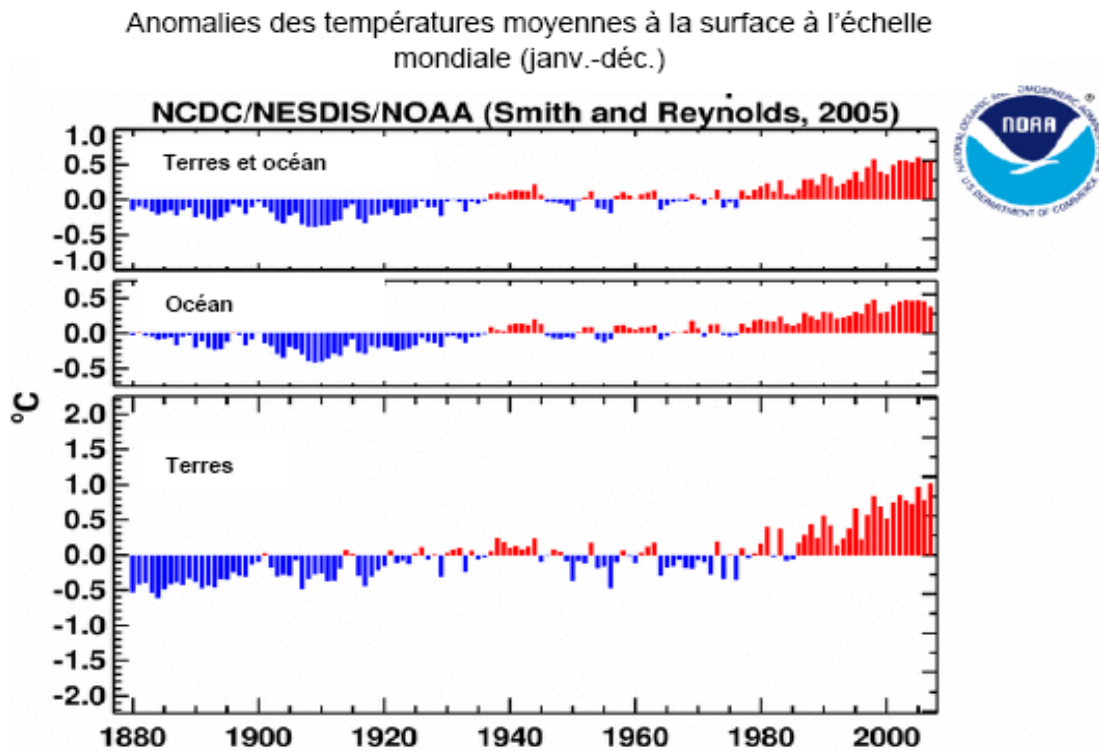 Anomalies des températures moyennes à la surface à l'échelle
mondiale (janv.-déc.)
NCDC/NESDIS/NOAA (Smith and Reynolds, 2005)
1.0
Terres et océan
0.5
0.0
-0.5
-1.0
Océan
0.5
0.0
-0.5
°C
2.0
1.5
Terres
1.0
0.5
0.0
-0.5
-1.0
-1.5
-2.0
1880 1900 1920 1940 1960 1980 2000
NOAA
U.S. DEPARTMENT OF COMMERCE
®